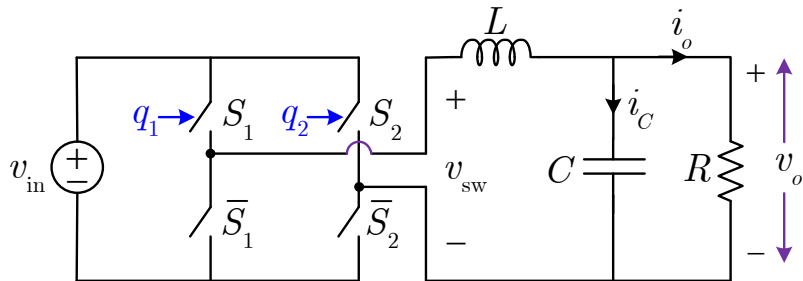 L
i_o
q_1
S_1
q_2
S_2
+
+
v_in
+
−
v_sw
i_C
C
R
v_o
S̅_1
S̅_2
−
−